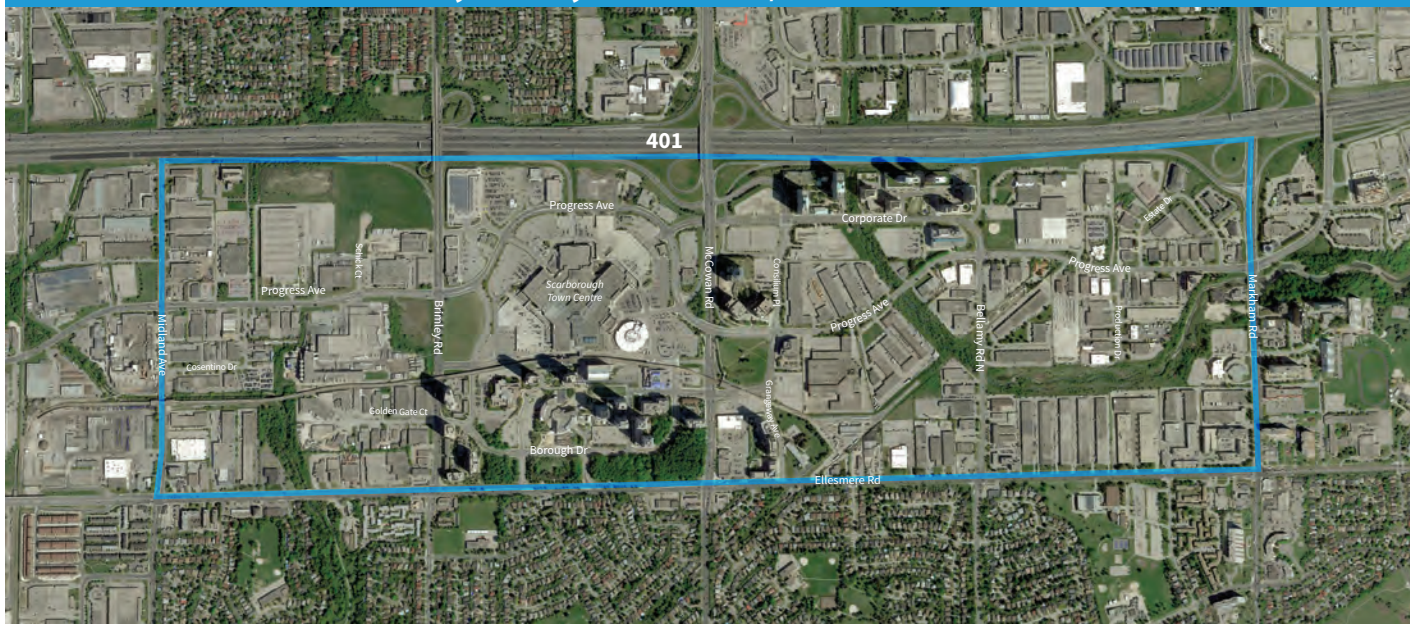 401
Progress Ave
Corporate Dr
Estate Dr
Schick Ct
McCowan Rd
Consilium Pl
Scarborough
Town Centre
Progress Ave
Progress Ave
Progress Ave
Midland Ave
Brimley Rd
Bellamy Rd N
Production Dr
Markham Rd
Cosentino Dr
Grangeway Ave
Golden Gate Ct
Borough Dr
Ellesmere Rd